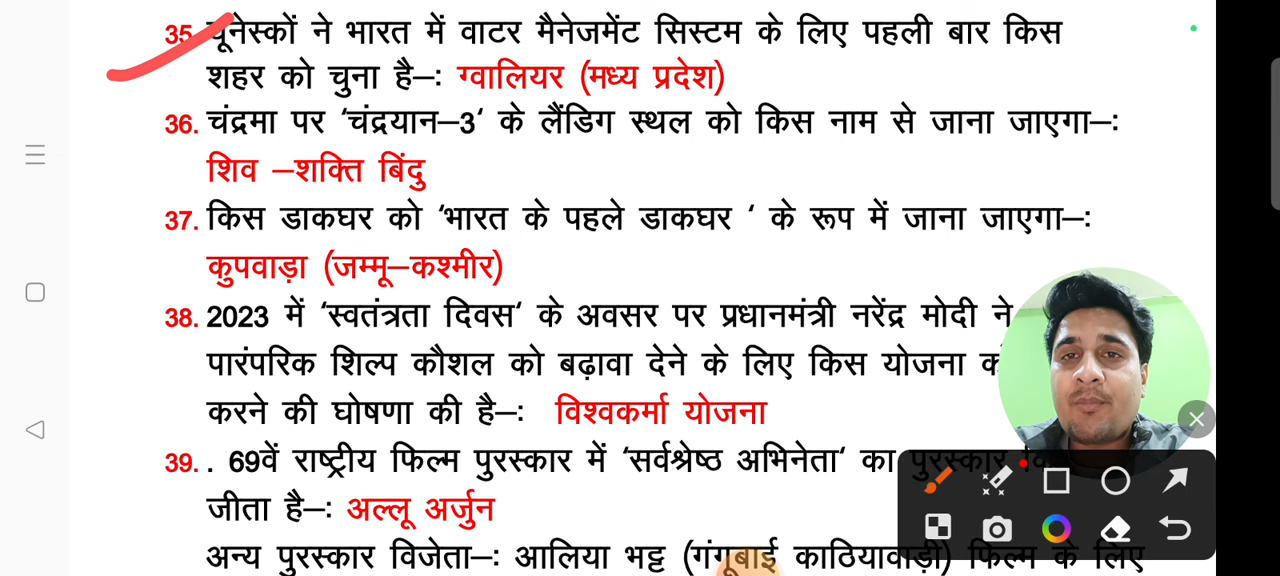 35. यूनेस्कों ने भारत में वाटर मैनेजमेंट सिस्टम के लिए पहली बार किस
शहर को चुना है–: ग्वालियर (मध्य प्रदेश)
36. चंद्रमा पर ‘चंद्रयान–3‘ के लैंडिग स्थल को किस नाम से जाना जाएगा–:
शिव –शक्ति बिंदु
37. किस डाकघर को ‘भारत के पहले डाकघर ‘ के रूप में जाना जाएगा–:
कुपवाड़ा (जम्मू–कश्मीर)
38. 2023 में ‘स्वतंत्रता दिवस‘ के अवसर पर प्रधानमंत्री नरेंद्र मोदी ने
पारंपरिक शिल्प कौशल को बढ़ावा देने के लिए किस योजना
करने की घोषणा की है–: विश्वकर्मा योजना
39. . 69वें राष्ट्रीय फिल्म पुरस्कार में ‘सर्वश्रेष्ठ अभिनेता‘ का पुरस्कार
जीता है–: अल्लू अर्जुन
अन्य पुरस्कार विजेता–: आलिया भट्ट (गंगूबाई काठियावाड़ी) फिल्म के लिए